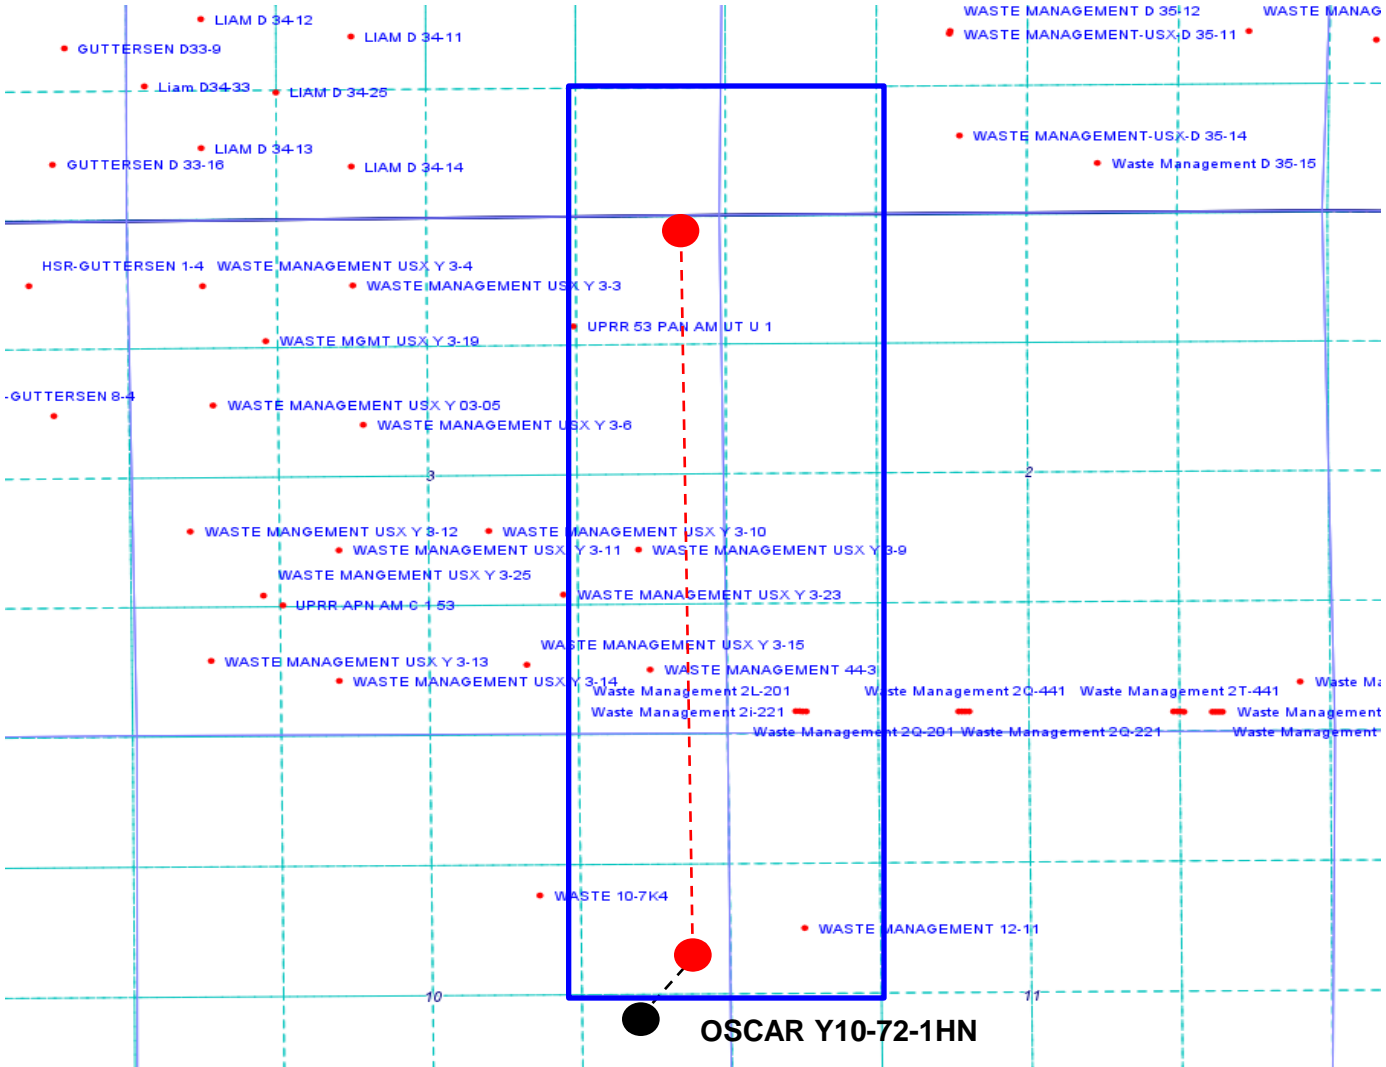 WASTE MANAGEMENT D 35-12
WASTE MANAG
LIAM D 34-12
LIAM D 34-11
WASTE MANAGEMENT-USX-D 35-11
GUTTERSEN D33-9
Liam D34-33
LIAM D 34-25
WASTE MANAGEMENT-USX-D 35-14
LIAM D 34-13
GUTTERSEN D 33-16
LIAM D 34-14
Waste Management D 35-15
HSR-GUTTERSEN 1-4
WASTE MANAGEMENT USX Y 3-4
WASTE MANAGEMENT USX Y 3-3
UPRR 53 PAN AM UT U 1
WASTE MGMT USX Y 3-19
-GUTTERSEN 8-4
WASTE MANAGEMENT USX Y 03-05
WASTE MANAGEMENT USX Y 3-6
3
2
WASTE MANGEMENT USX Y 3-12
WASTE MANAGEMENT USX Y 3-10
WASTE MANAGEMENT USX Y 3-11
WASTE MANAGEMENT USX Y 3-9
WASTE MANGEMENT USX Y 3-25
WASTE MANAGEMENT USX Y 3-23
UPRR APN AM C 1 53
WASTE MANAGEMENT USX Y 3-15
WASTE MANAGEMENT USX Y 3-13
WASTE MANAGEMENT 44-3
WASTE MANAGEMENT USX Y 3-14
Waste Management 2L-201
Waste Management 2Q-441
Waste Management 2T-441
Waste Ma
Waste Management 2i-221
Waste Management
Waste Management 2Q-201
Waste Management 2Q-221
Waste Management
WASTE 10-7K4
WASTE MANAGEMENT 12-11
10
11
OSCAR Y10-72-1HN